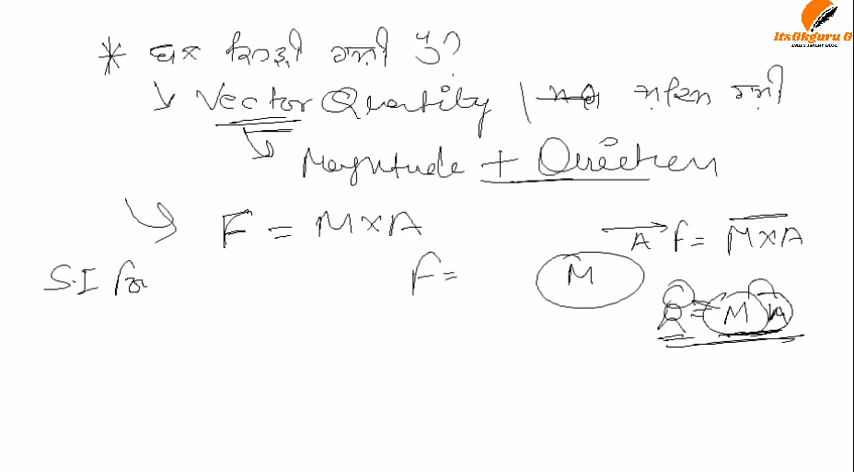 ItsGkguru G
* ਬਲ ਕਿਹੜੀ ਰਾਸ਼ੀ ਹੈ?
↘ Vector Quantity | ਸਦਿਸ਼ ਰਾਸ਼ੀ
↘ Magnitude + Direction
↘ F = M×A
A f = M×A
S.I
F =
M
= M A